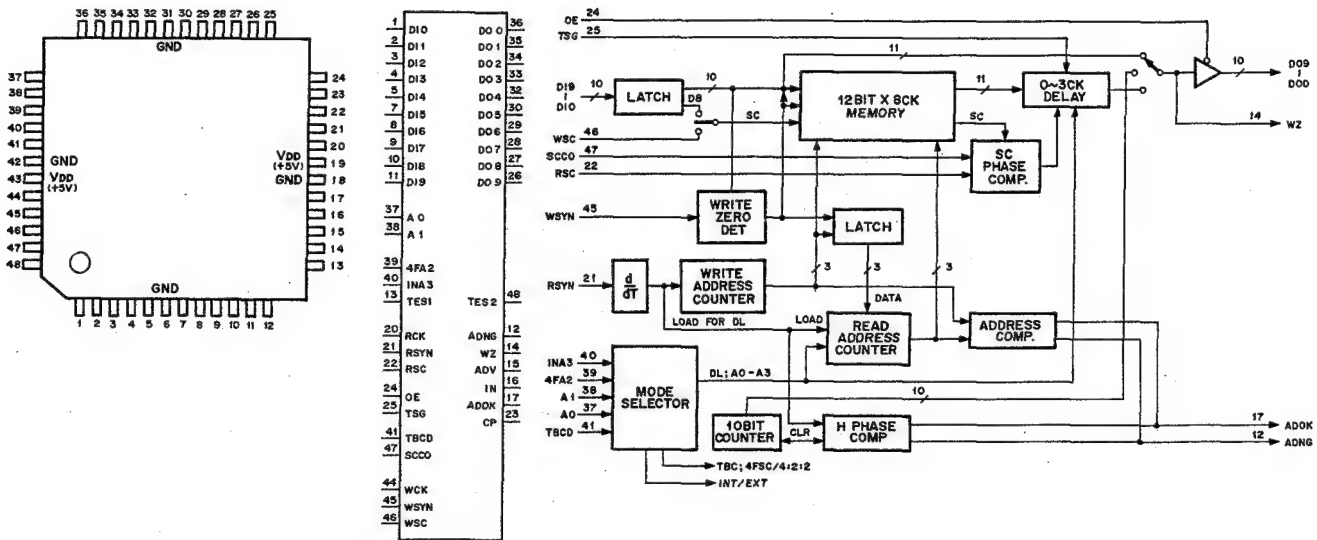 36 35 34 33 32 31 30 29 28 27 26 25
GND
37
38
39
40
41
42 GND
43 VDD (+5V)
44
45
46
47
48
24
23
22
21
20
VDD (+5V) 19
GND 18
17
16
15
14
13
GND
1 2 3 4 5 6 7 8 9 10 11 12
1 DI0 DO0 36
2 DI1 DO1 35
3 DI2 DO2 34
4 DI3 DO3 33
5 DI4 DO4 32
7 DI5 DO5 30
8 DI6 DO6 29
9 DI7 DO7 28
10 DI8 DO8 27
11 DI9 DO9 26
37 A0
38 A1
39 4FA2
40 INA3
13 TES1 TES2 48
20 RCK ADNG 12
21 RSYN WZ 14
22 RSC ADV 15
IN 16
24 OE ADOK 17
25 TSG CP 23
41 TBCD
47 SCCO
44 WCK
45 WSYN
46 WSC
OE 24
TSG 25
11
DI9
DI0
10
LATCH
10
D8
SC
12BIT X 8CK
MEMORY
11
SC
0~3CK
DELAY
10
DO9
DO0
14
WZ
WSC 46
SCCO 47
RSC 22
SC
PHASE
COMP.
WSYN 45
WRITE
ZERO
DET
LATCH
3
3
3
RSYN 21
d
dT
WRITE
ADDRESS
COUNTER
DATA
LOAD FOR DL
LOAD
READ
ADDRESS
COUNTER
ADDRESS
COMP.
INA3 40
4FA2 39
A1 38
A0 37
TBCD 41
MODE
SELECTOR
DL; A0-A3
10
10BIT
COUNTER
CLR
H PHASE
COMP
17 ADOK
12 ADNG
TBC; 4FSC/4:2:2
INT/EXT